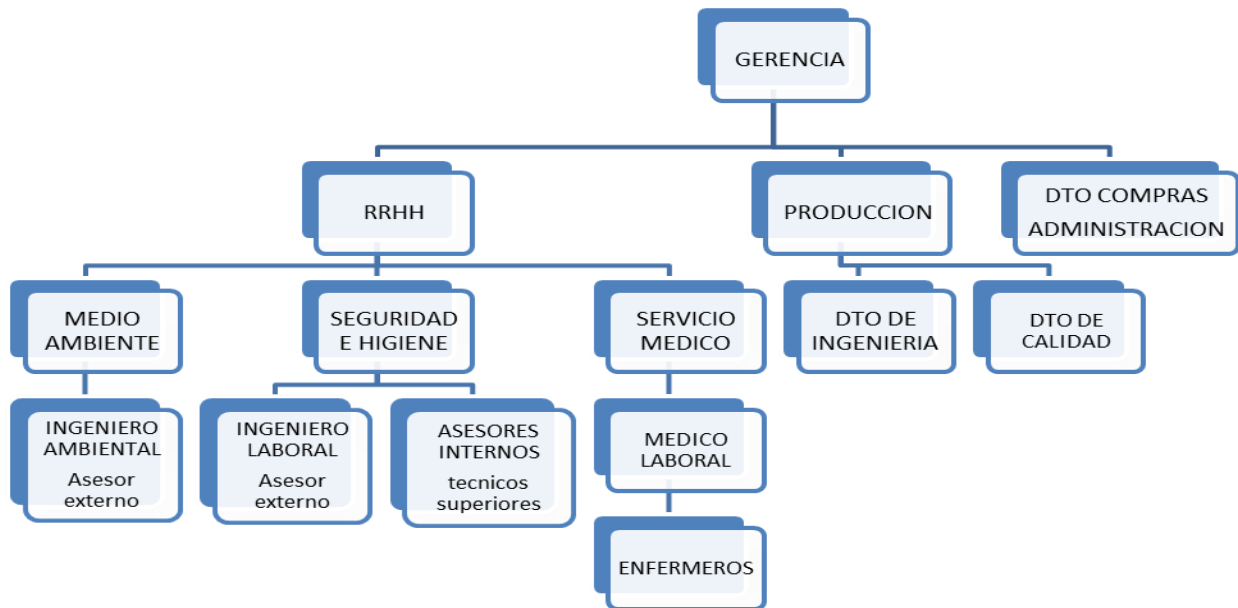 GERENCIA
RRHH
PRODUCCION
DTO COMPRAS
ADMINISTRACION
MEDIO
AMBIENTE
SEGURIDAD
E HIGIENE
SERVICIO
MEDICO
DTO DE
INGENIERIA
DTO DE
CALIDAD
INGENIERO
AMBIENTAL
Asesor
externo
INGENIERO
LABORAL
Asesor
externo
ASESORES
INTERNOS
tecnicos
superiores
MEDICO
LABORAL
ENFERMEROS